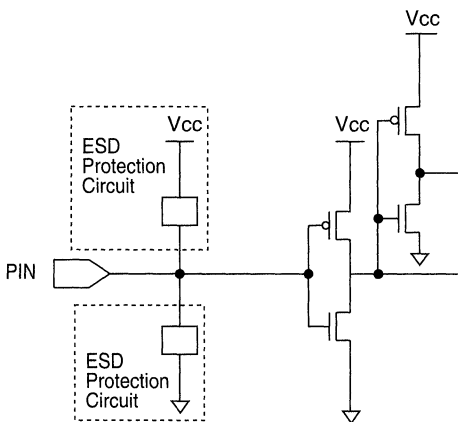 Vcc
ESD
Protection
Circuit
Vcc
Vcc
PIN
ESD
Protection
Circuit